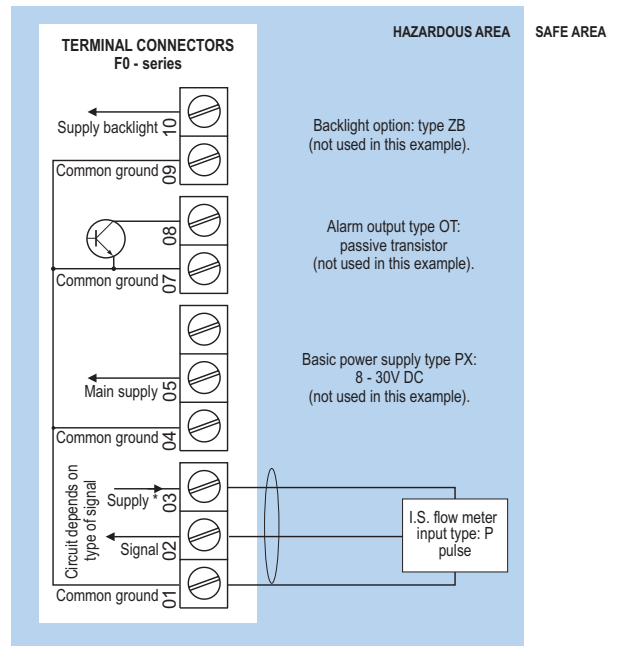 HAZARDOUS AREA
SAFE AREA
TERMINAL CONNECTORS
F0 - series
Supply backlight
10
Common ground
09
Backlight option: type ZB
(not used in this example).
08
Common ground
07
Alarm output type OT:
passive transistor
(not used in this example).
Main supply
05
Common ground
04
Basic power supply type PX:
8 - 30V DC
(not used in this example).
Circuit depends on
type of signal
Supply *
03
Signal
02
Common ground
01
I.S. flow meter
input type: P
pulse